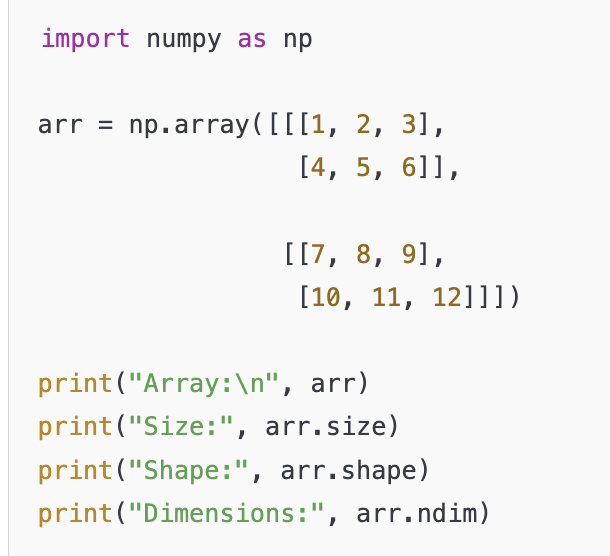 import numpy as np
arr = np.array([[[1, 2, 3],
[4, 5, 6]],
[[7, 8, 9],
[10, 11, 12]]])
print("Array:\n", arr)
print("Size:", arr.size)
print("Shape:", arr.shape)
print("Dimensions:", arr.ndim)